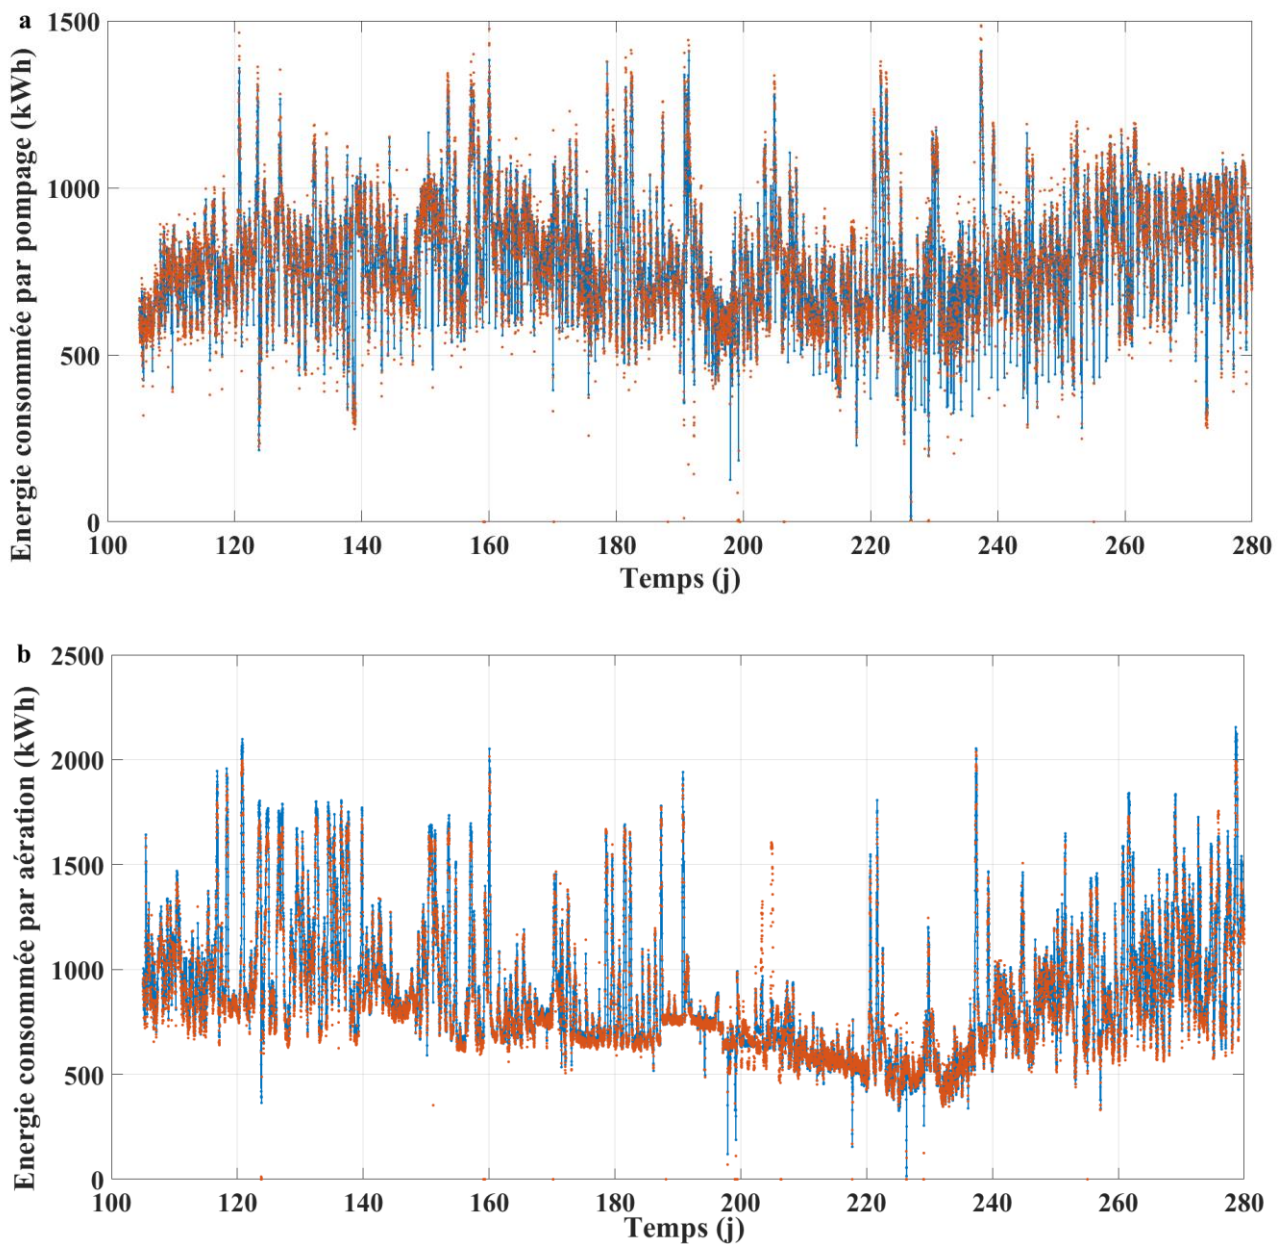 a
Energie consommée par pompage (kWh)
1500
1000
500
0
100 120 140 160 180 200 220 240 260 280
Temps (j)
b
Energie consommée par aération (kWh)
2500
2000
1500
1000
500
0
100 120 140 160 180 200 220 240 260 280
Temps (j)